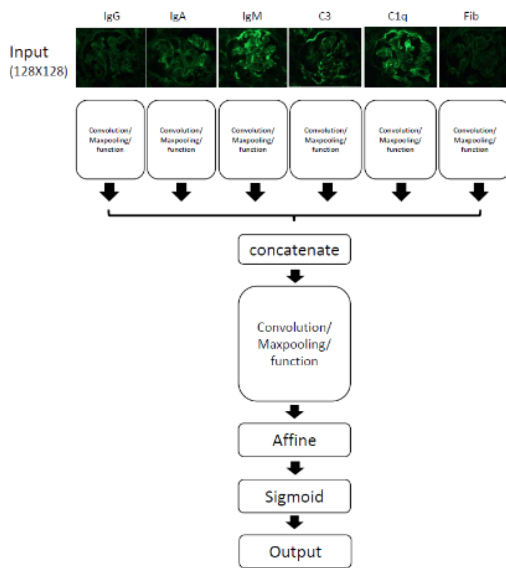 IgG IgA IgM C3 C1q Fib
Input
(128X128)
Convolution/ Convolution/ Convolution/ Convolution/ Convolution/ Convolution/
Maxpooling/ Maxpooling/ Maxpooling/ Maxpooling/ Maxpooling/ Maxpooling/
function function function function function function
concatenate
Convolution/
Maxpooling/
function
Affine
Sigmoid
Output